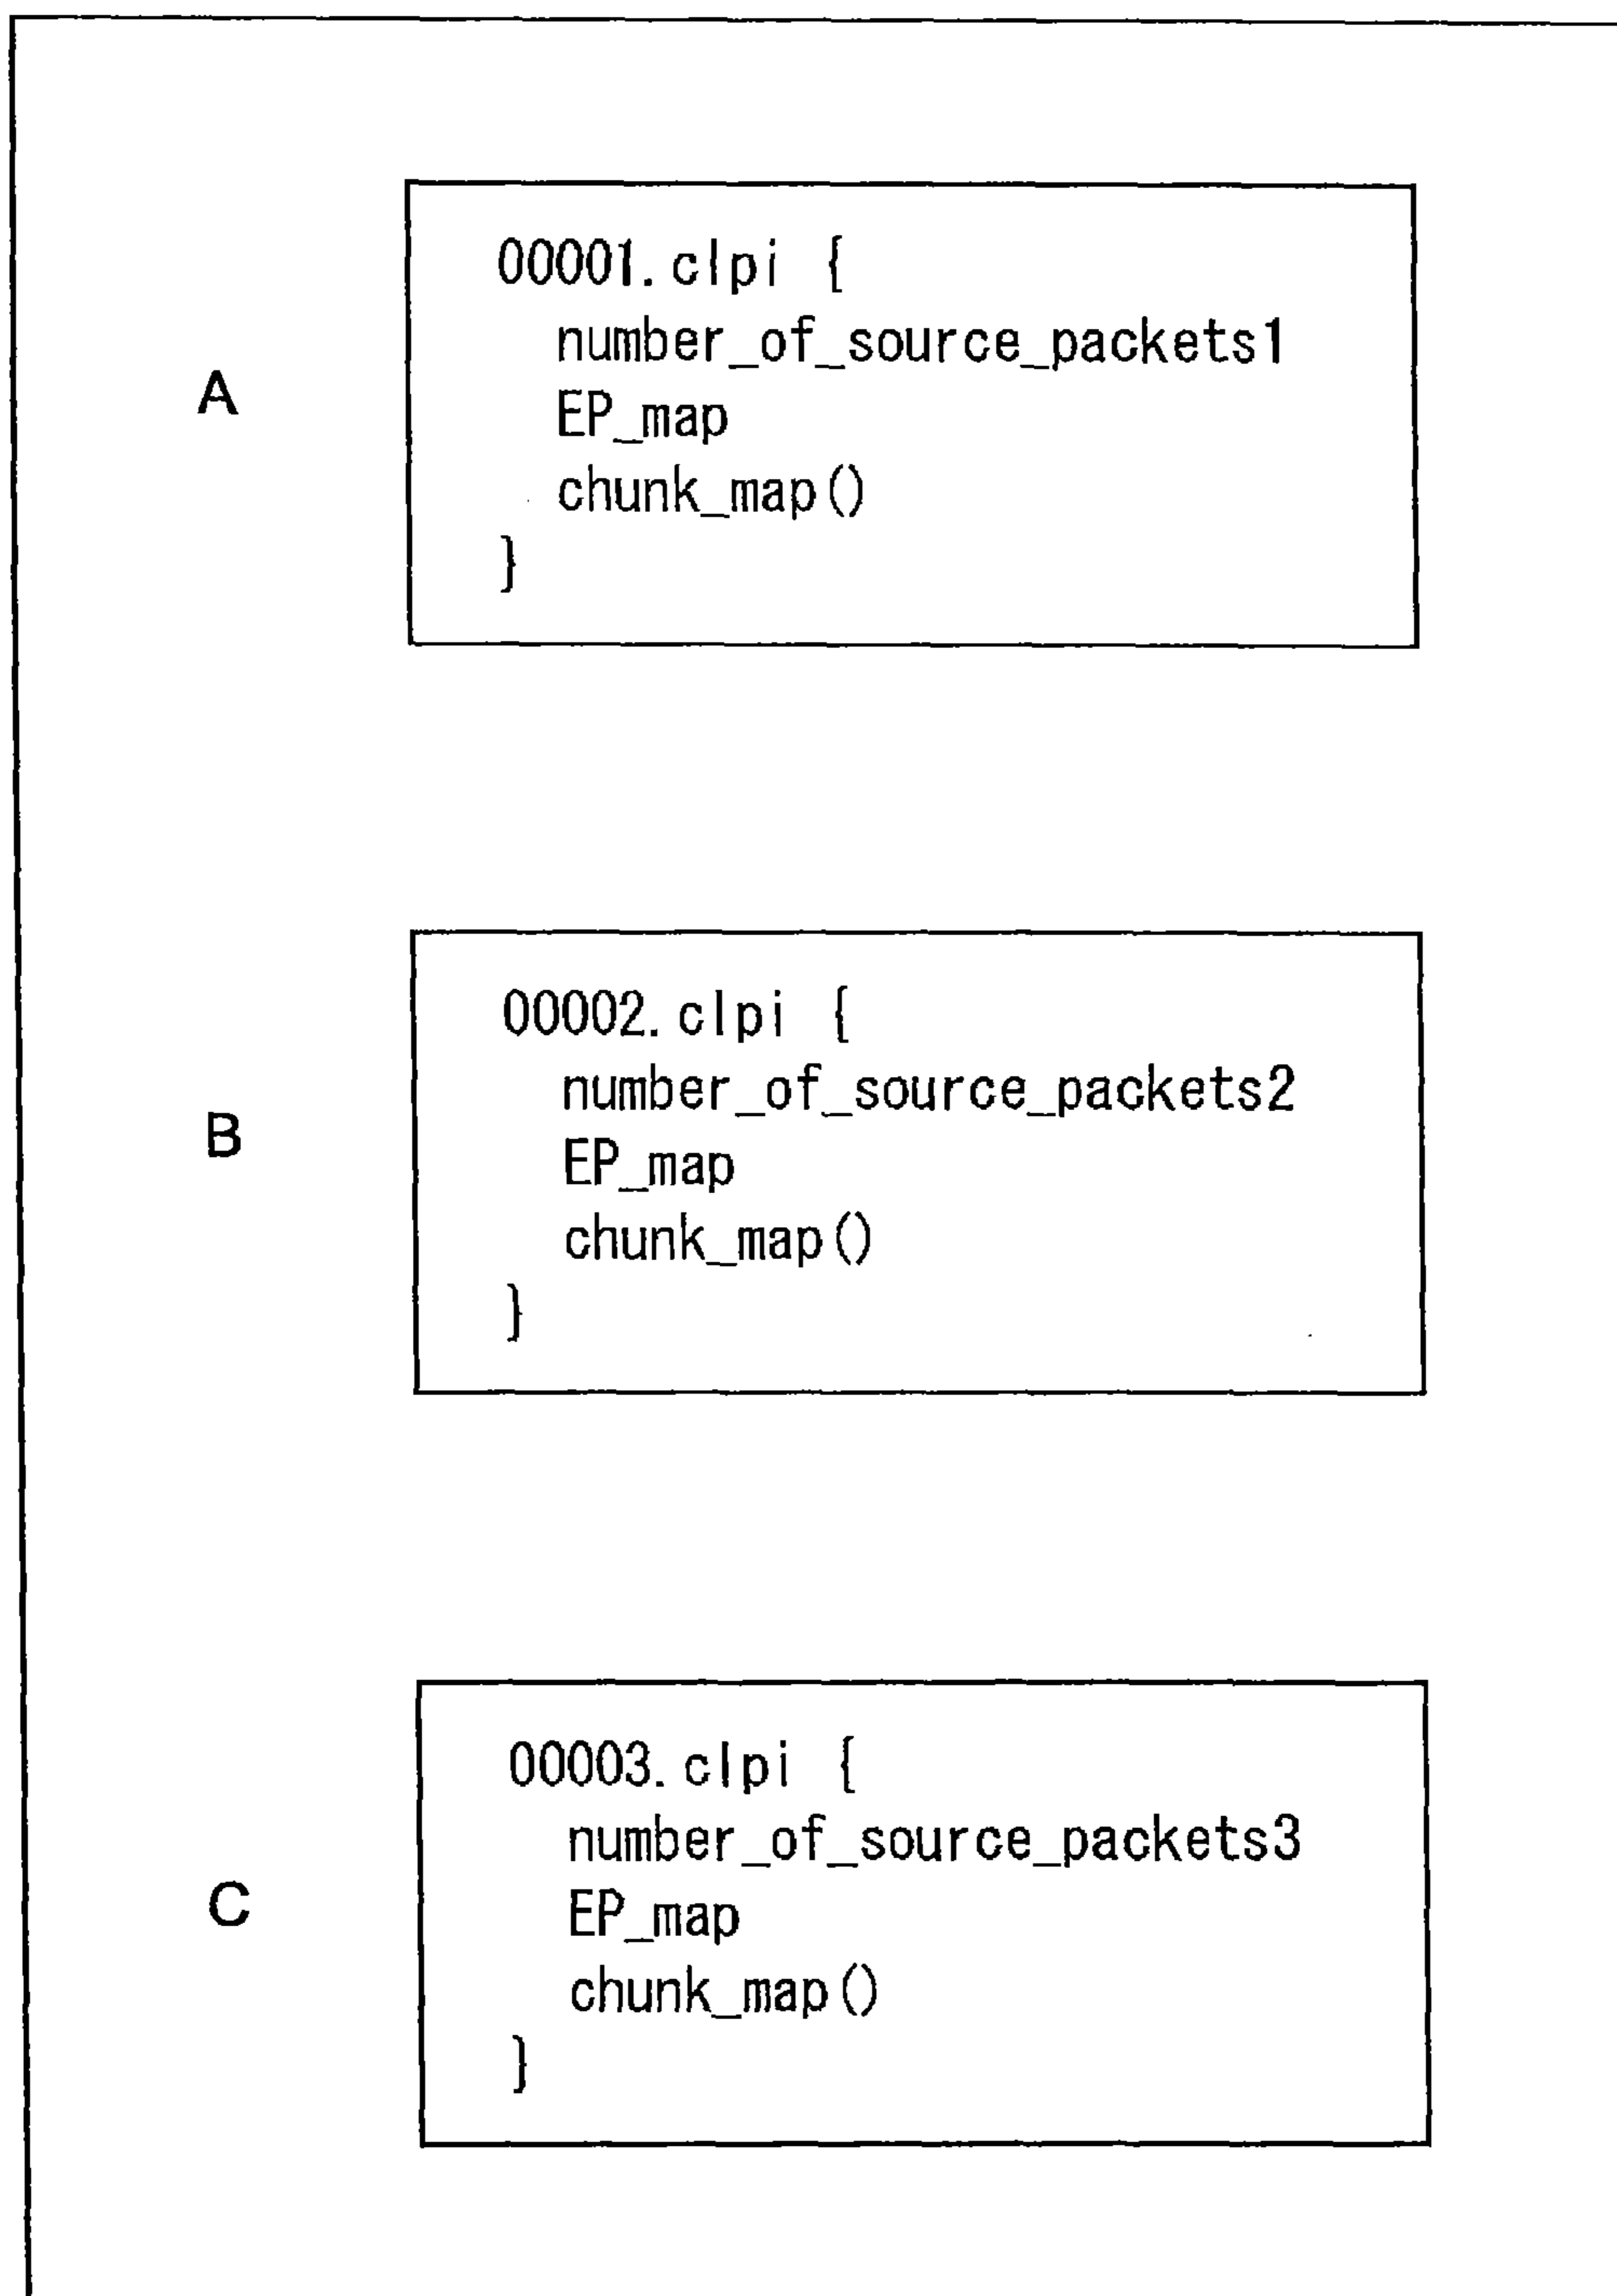 A
00001.clpi {
number_of_source_packets1
EP_map
chunk_map()
}
B
00002.clpi {
number_of_source_packets2
EP_map
chunk_map()
}
C
00003.clpi {
number_of_source_packets3
EP_map
chunk_map()
}